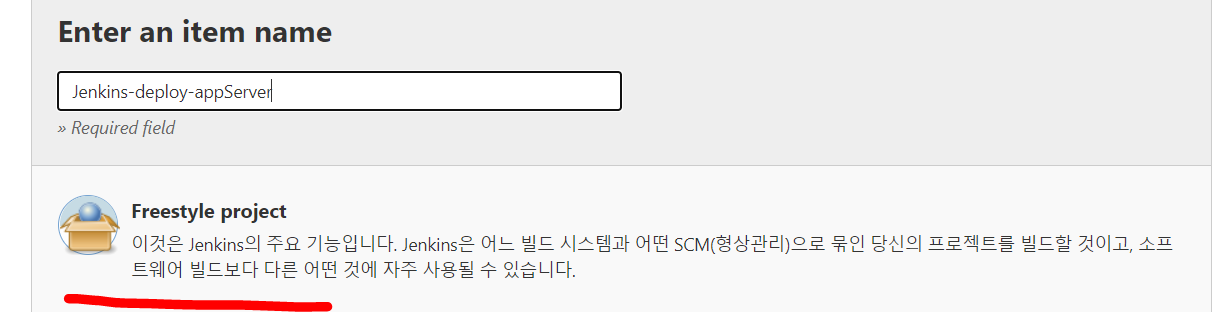 Enter an item name
Jenkins-deploy-appServer
» Required field
Freestyle project
이것은 Jenkins의 주요 기능입니다. Jenkins은 어느 빌드 시스템과 어떤 SCM(형상관리)으로 묶인 당신의 프로젝트를 빌드할 것이고, 소프
트웨어 빌드보다 다른 어떤 것에 자주 사용될 수 있습니다.